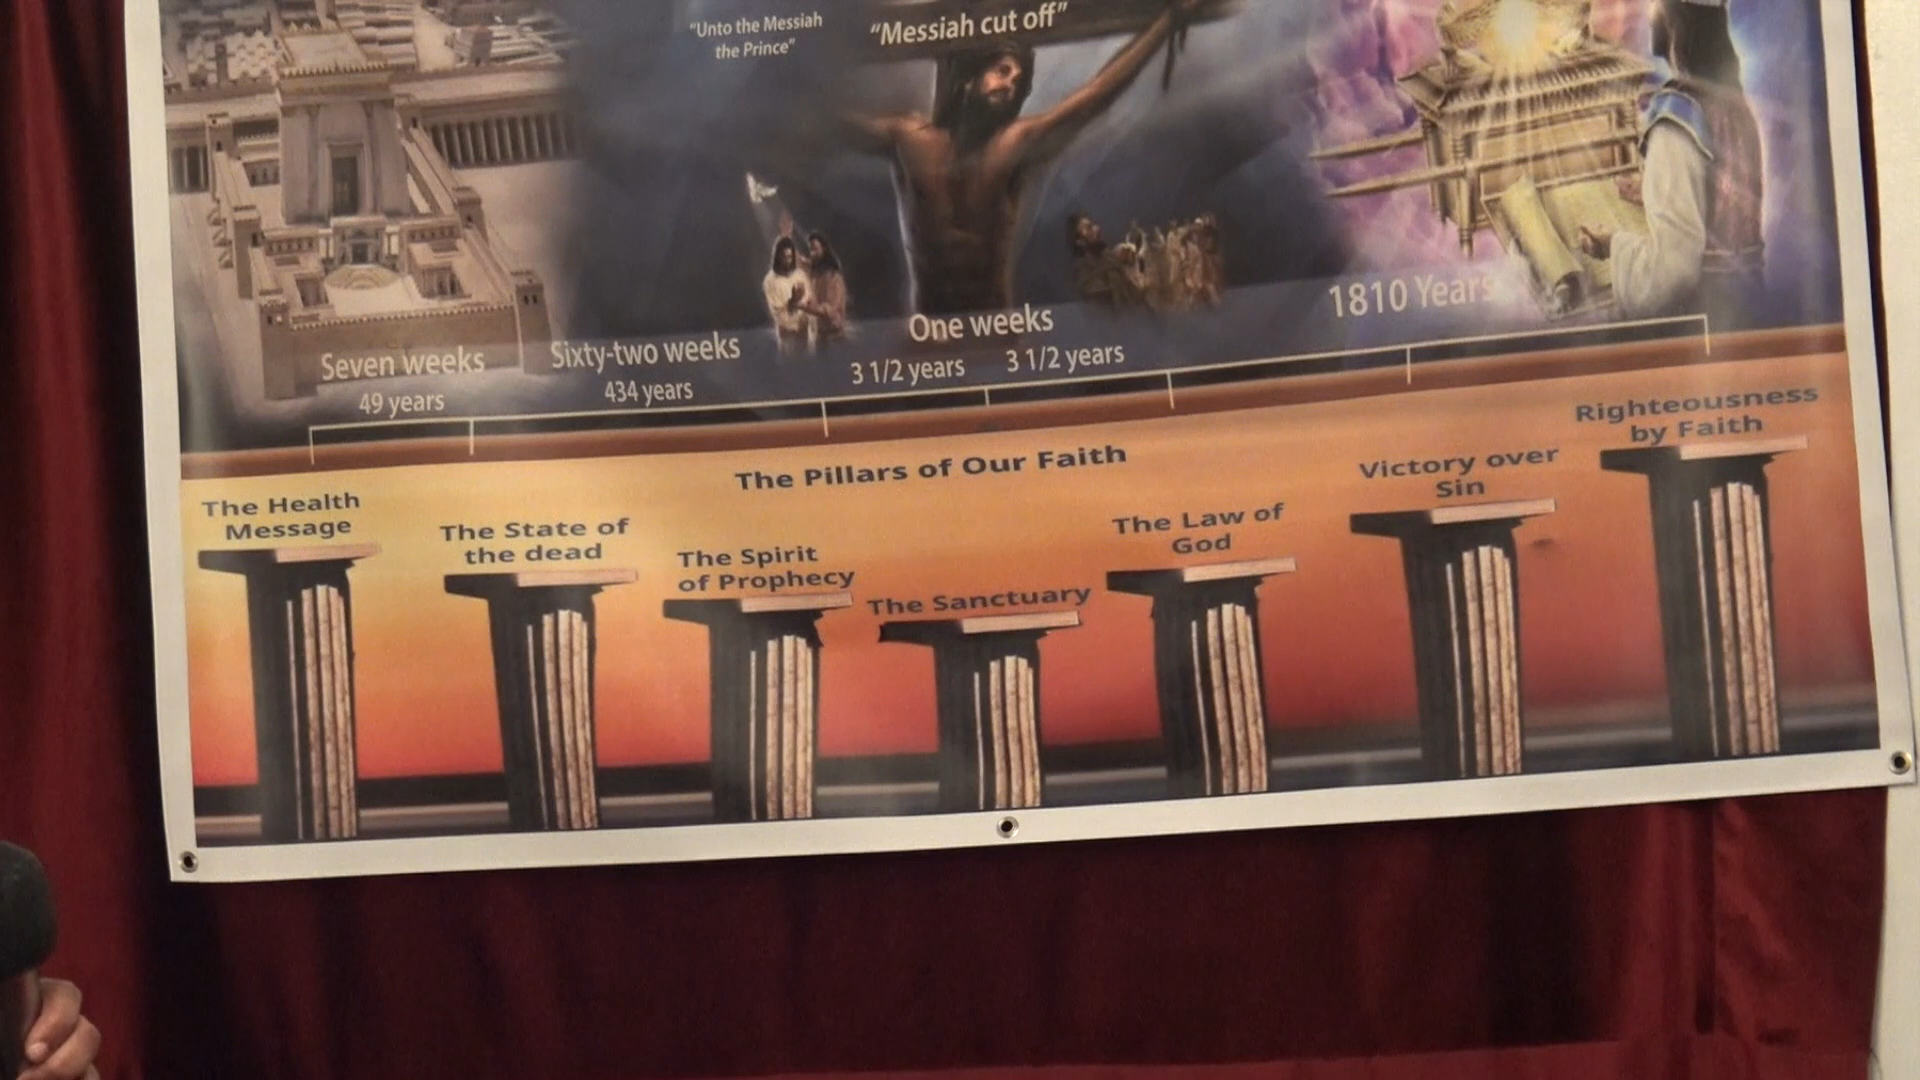 "Unto the Messiah
the Prince"
"Messiah cut off"
1810 Years
One weeks
Seven weeks
49 years
Sixty-two weeks
434 years
3 1/2 years
3 1/2 years
The Pillars of Our Faith
The Health
Message
The State of
the dead
The Spirit
of Prophecy
The Sanctuary
The Law of
God
Victory over
Sin
Righteousness
by Faith